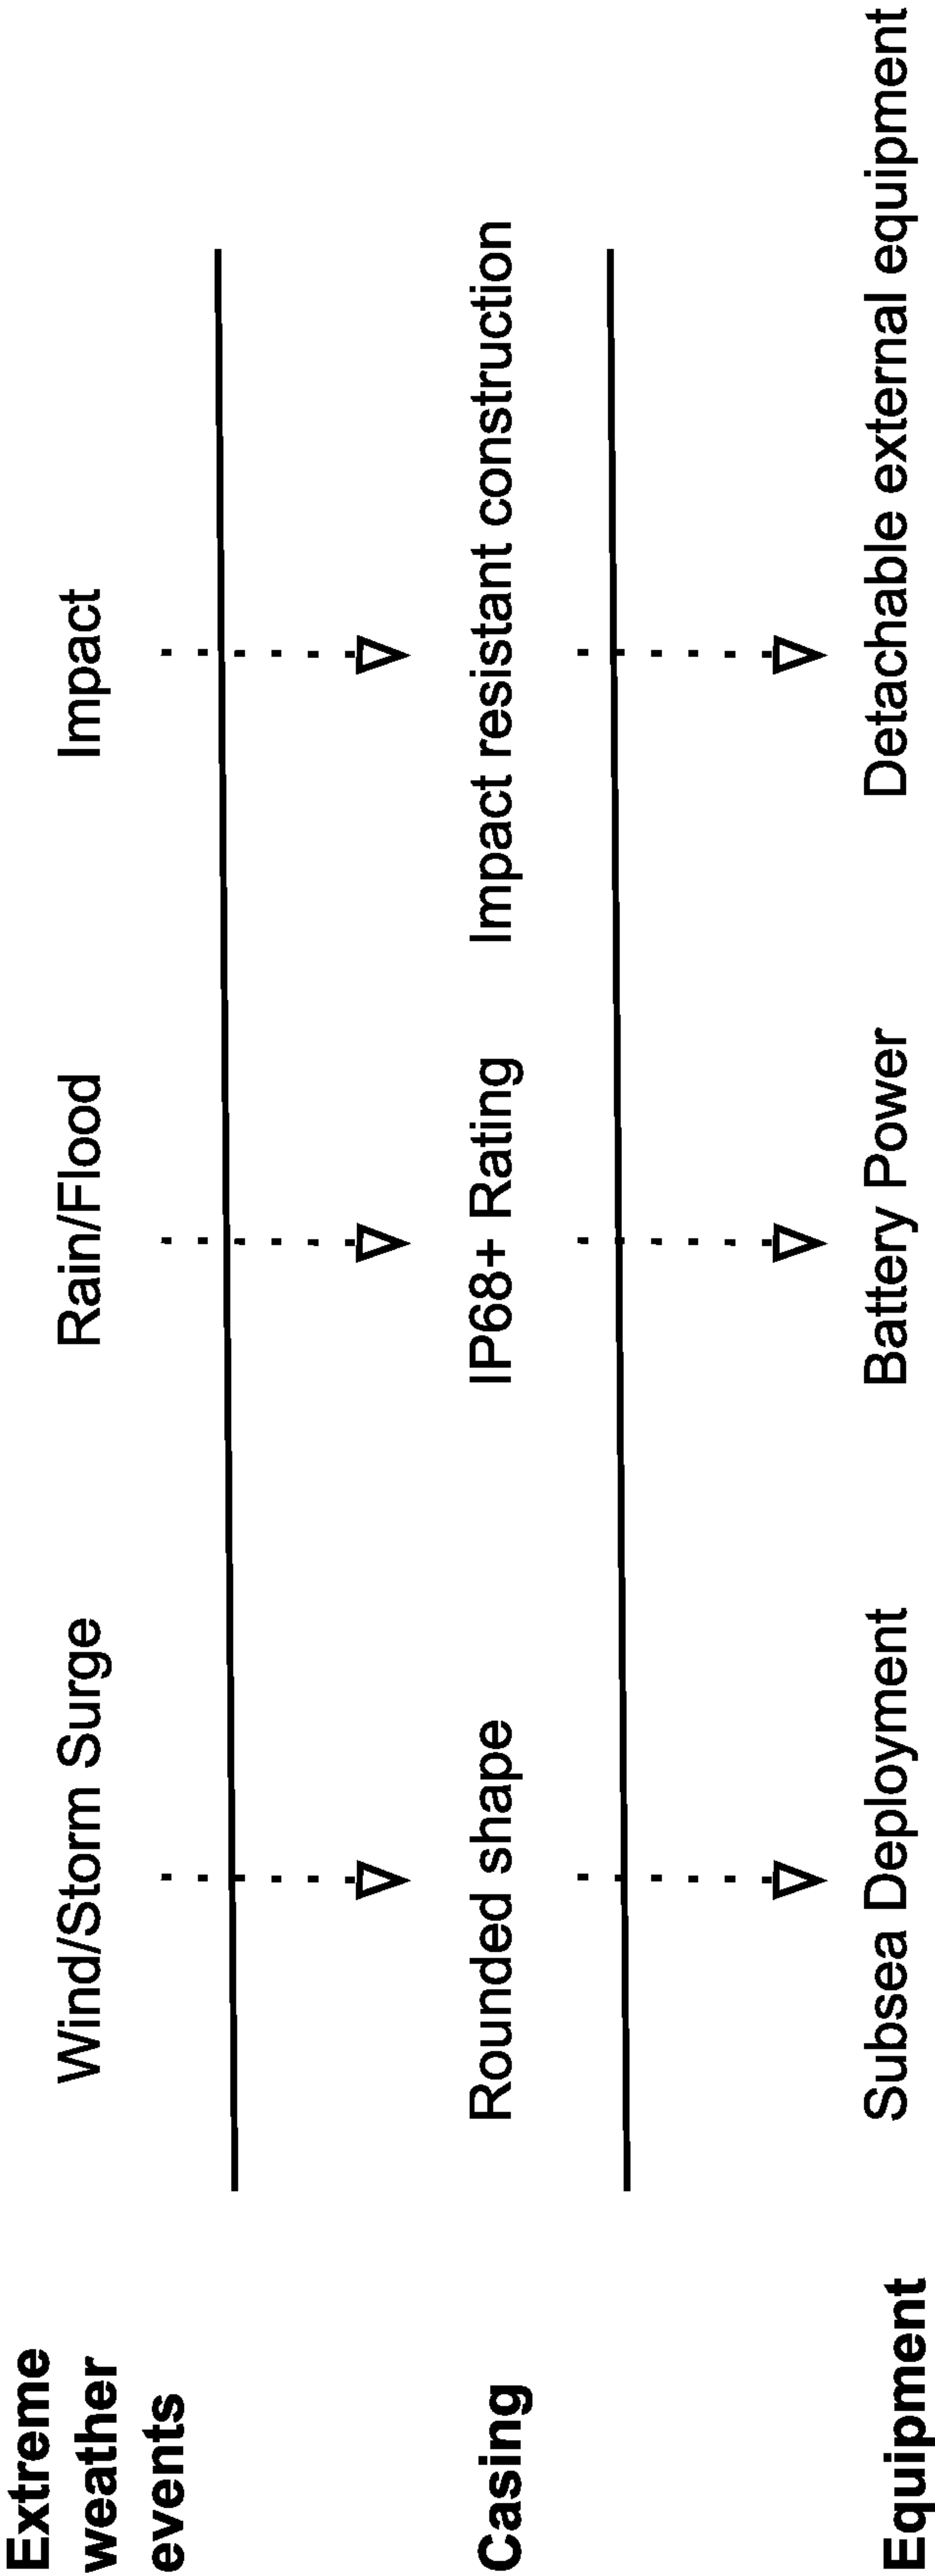 Extreme
weather
events
Wind/Storm Surge
Rain/Flood
Impact
Casing
Rounded shape
IP68+ Rating
Impact resistant construction
Equipment
Subsea Deployment
Battery Power
Detachable external equipment